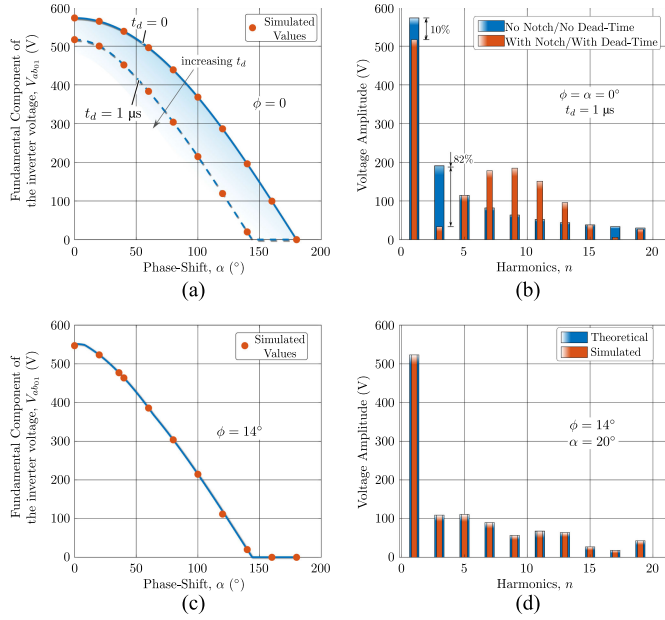 (a)
Fundamental Component of
the inverter voltage, V_ab01 (V)
600
500
400
300
200
100
0
t_d = 0
Simulated
Values
increasing t_d
ϕ = 0
t_d = 1 μs
0 50 100 150 200
Phase-Shift, α (°)
(a)
Voltage Amplitude (V)
600
500
400
300
200
100
0
10%
No Notch/No Dead-Time
With Notch/With Dead-Time
ϕ = α = 0°
t_d = 1 μs
82%
0 5 10 15 20
Harmonics, n
(b)
Fundamental Component of
the inverter voltage, V_ab01 (V)
600
500
400
300
200
100
0
Simulated
Values
ϕ = 14°
0 50 100 150 200
Phase-Shift, α (°)
(c)
Voltage Amplitude (V)
600
500
400
300
200
100
0
Theoretical
Simulated
ϕ = 14°
α = 20°
0 5 10 15 20
Harmonics, n
(d)